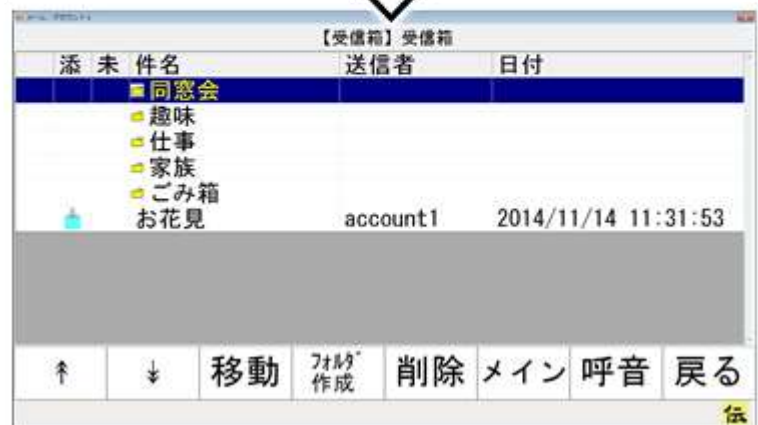 【受信箱】受信箱
添 未 件名 送信者 日付
同窓会
趣味
仕事
家族
ごみ箱
お花見 account1 2014/11/14 11:31:53
↟ ↡ 移動 ﾌｫﾙﾀﾞ作成 削除 メイン 呼音 戻る
伝